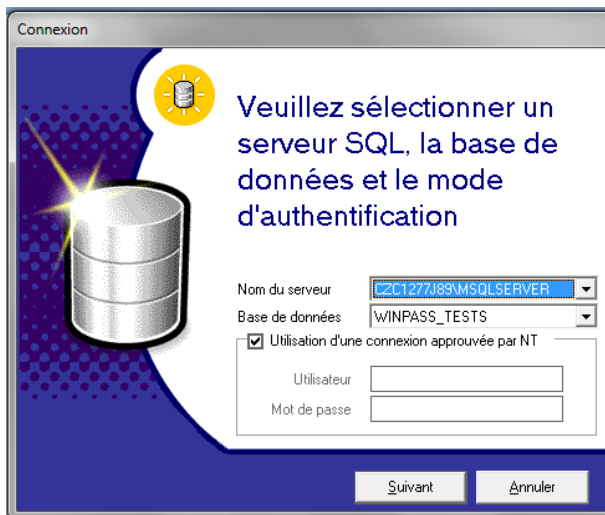 Connexion
Veuillez sélectionner un
serveur SQL, la base de
données et le mode
d'authentification
Nom du serveur CZC1277J89\MSQLSERVER
Base de données WINPASS_TESTS
Utilisation d'une connexion approuvée par NT
Utilisateur
Mot de passe
Suivant Annuler